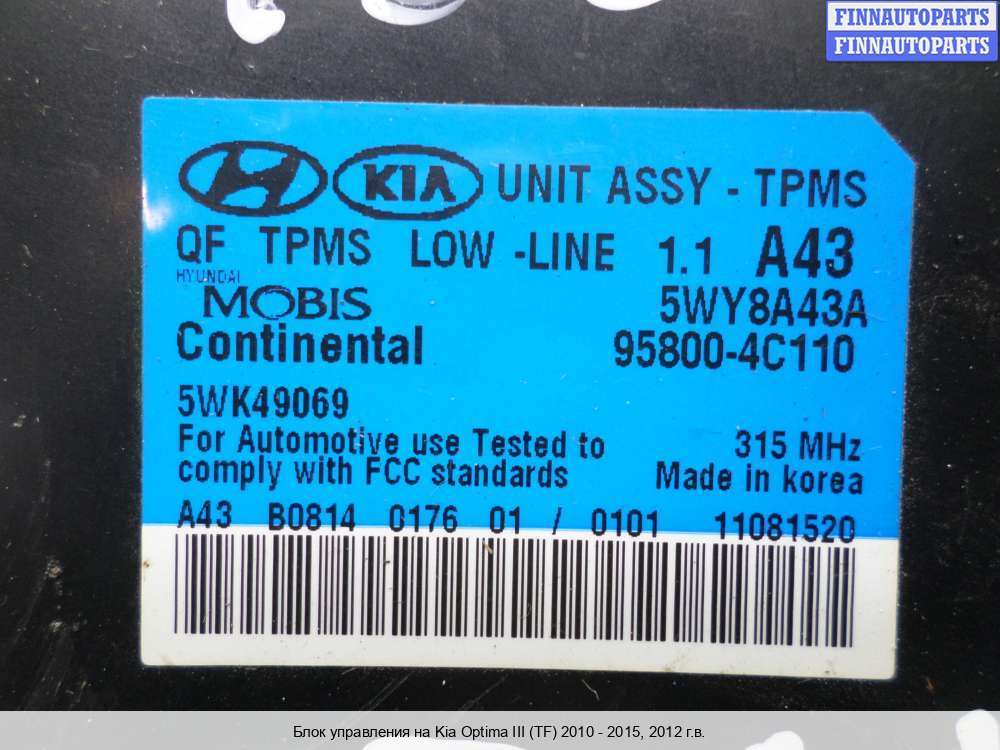 FINNAUTOPARTS
FINNAUTOPARTS
KIA UNIT ASSY - TPMS
QF TPMS LOW -LINE 1.1 A43
HYUNDAI
MOBIS 5WY8A43A
Continental 95800-4C110
5WK49069
For Automotive use Tested to 315 MHz
comply with FCC standards Made in korea
A43 B0814 0176 01 / 0101 11081520
Блок управления на Kia Optima III (TF) 2010 - 2015, 2012 г.в.